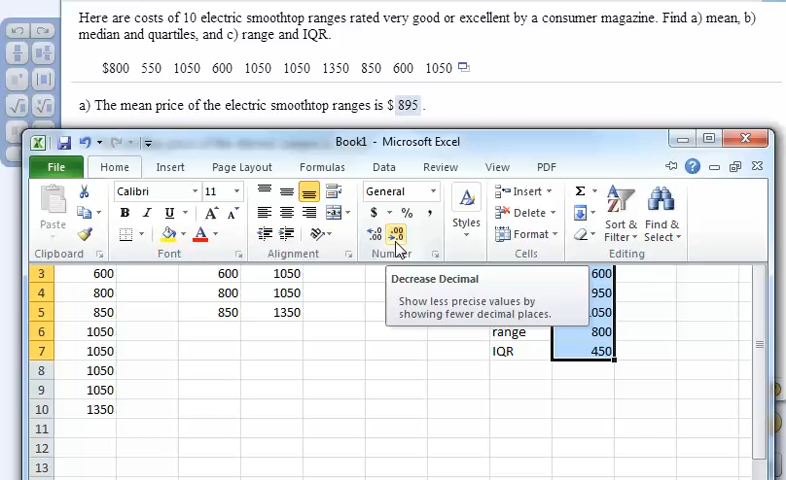 Here are costs of 10 electric smoothtop ranges rated very good or excellent by a consumer magazine. Find a) mean, b)
median and quartiles, and c) range and IQR.
$800 550 1050 600 1050 1050 1350 850 600 1050
a) The mean price of the electric smoothtop ranges is $ 895 .
Book1 - Microsoft Excel
File Home Insert Page Layout Formulas Data Review View PDF
Calibri 11 General Insert
Paste B I U $ % , Styles Delete Sort & Find &
Format Filter Select
Clipboard Font Alignment Number Cells Editing
Decrease Decimal
Show less precise values by
showing fewer decimal places.
3 600 600 1050 600
4 800 800 1050 950
5 850 850 1350 1050
6 1050 range 800
7 1050 IQR 450
8 1050
9 1050
10 1350
11
12
13